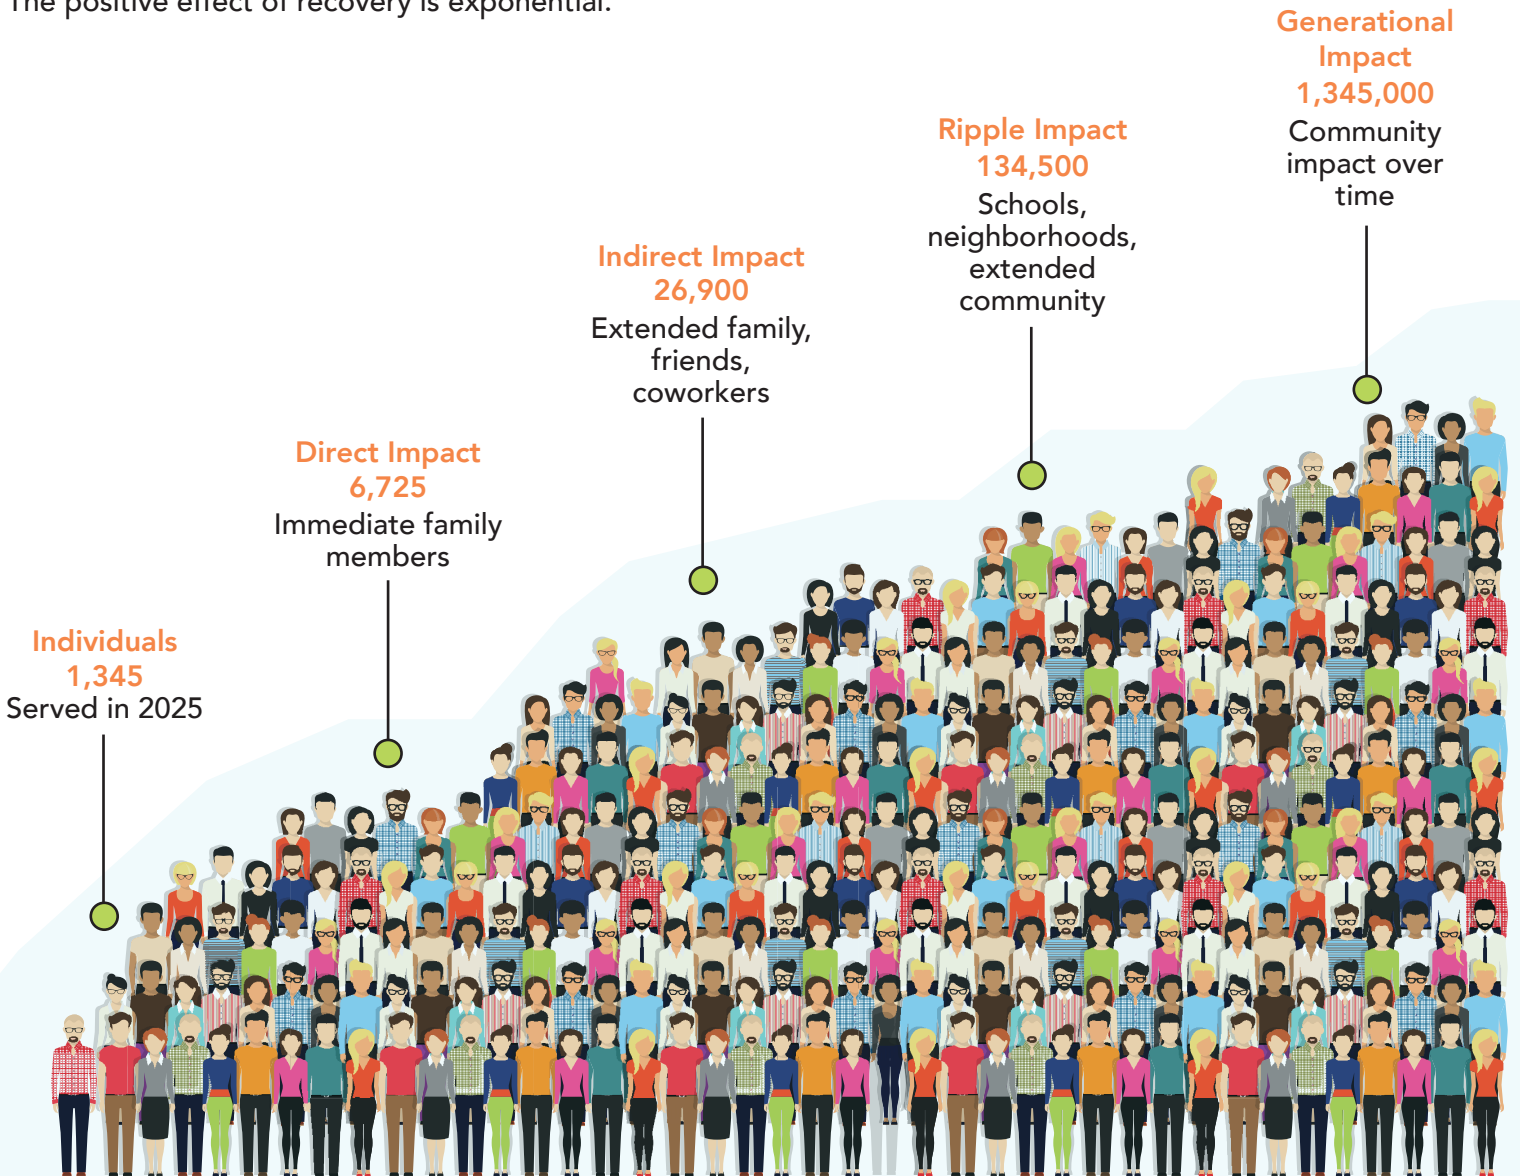 The positive effect of recovery is exponential.
Individuals
1,345
Served in 2025
Direct Impact
6,725
Immediate family
members
Indirect Impact
26,900
Extended family,
friends,
coworkers
Ripple Impact
134,500
Schools,
neighborhoods,
extended
community
Generational
Impact
1,345,000
Community
impact over
time